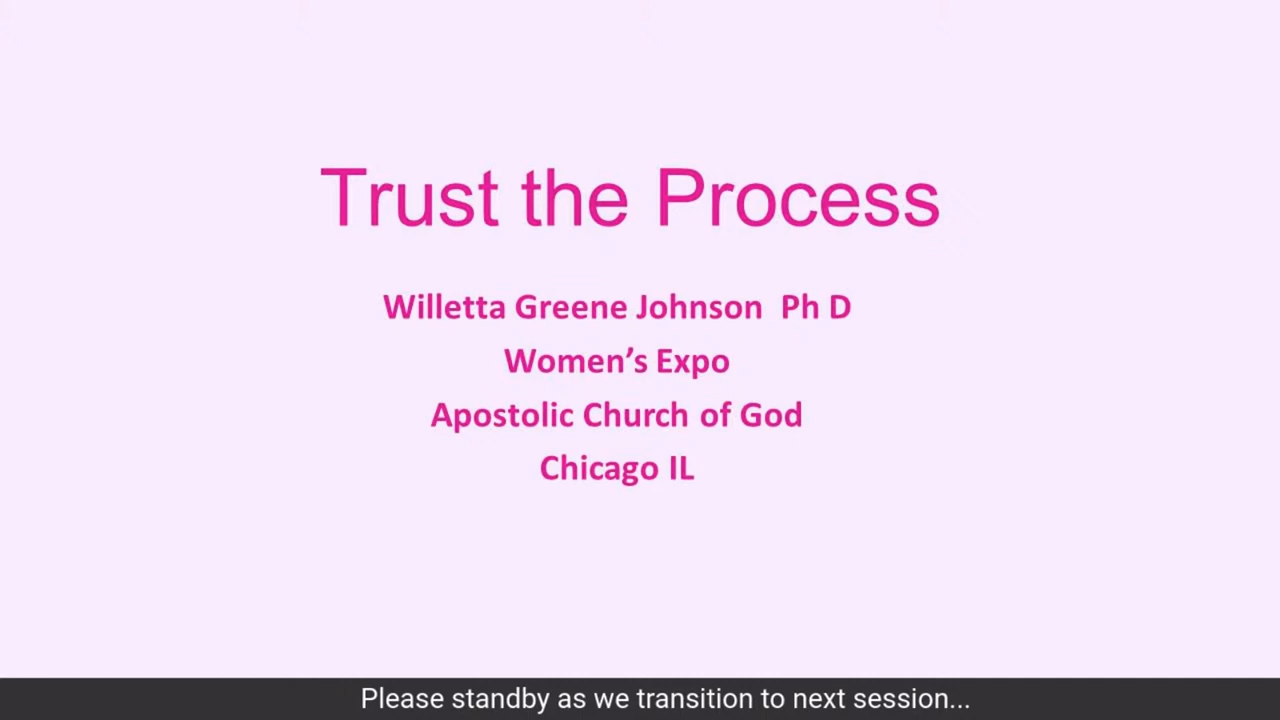 Trust the Process
Willetta Greene Johnson  Ph D
Women’s Expo
Apostolic Church of God
Chicago IL
Please standby as we transition to next session...